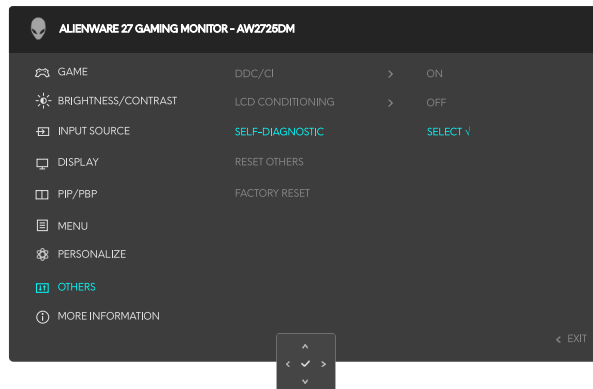 ALIENWARE 27 GAMING MONITOR - AW2725DM
GAME
DDC/CI > ON
BRIGHTNESS/CONTRAST
LCD CONDITIONING > OFF
INPUT SOURCE
SELF-DIAGNOSTIC SELECT √
DISPLAY
RESET OTHERS
PIP/PBP
FACTORY RESET
MENU
PERSONALIZE
OTHERS
MORE INFORMATION
< EXIT